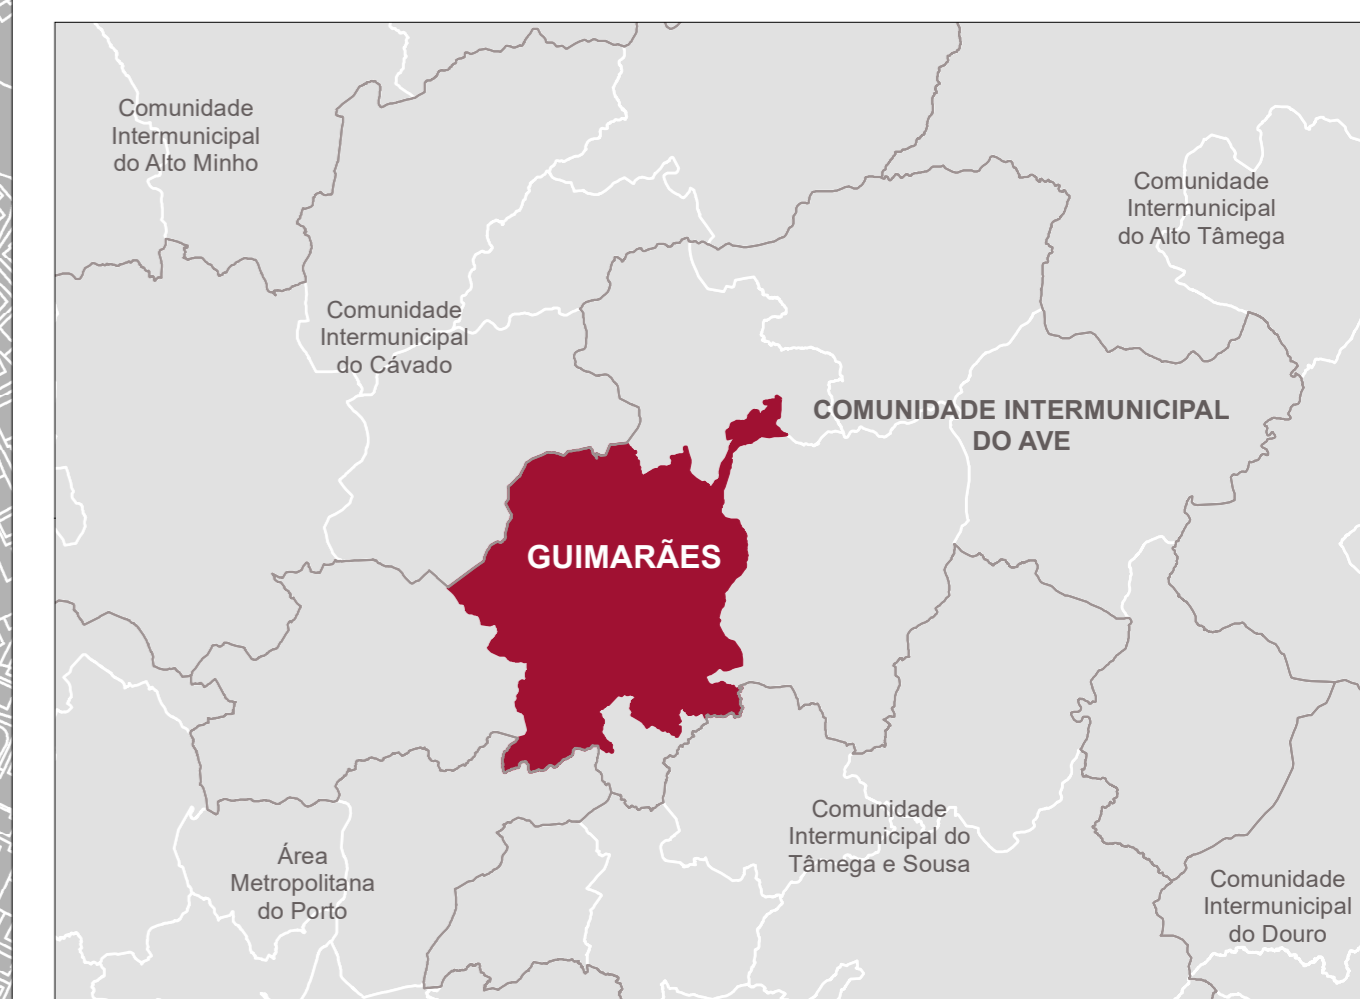 Comunidade
Intermunicipal
do Alto Minho
Comunidade
Intermunicipal
do Alto Tâmega
Comunidade
Intermunicipal
do Cávado
COMUNIDADE INTERMUNICIPAL
DO AVE
GUIMARÃES
Comunidade
Intermunicipal do
Tâmega e Sousa
Área
Metropolitana
do Porto
Comunidade
Intermunicipal
do Douro